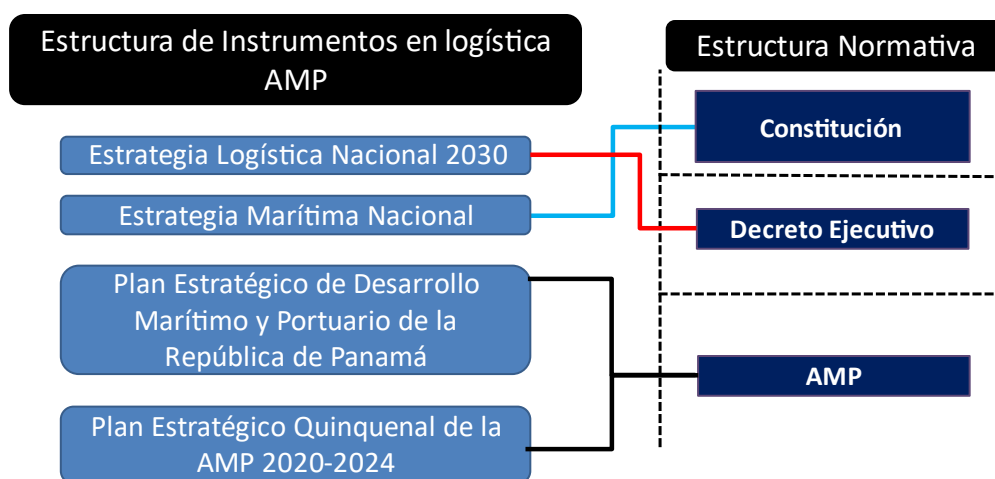 Estructura de Instrumentos en logística
AMP
Estructura Normativa
Estrategia Logística Nacional 2030
Estrategia Marítima Nacional
Plan Estratégico de Desarrollo
Marítimo y Portuario de la
República de Panamá
Plan Estratégico Quinquenal de la
AMP 2020-2024
Constitución
Decreto Ejecutivo
AMP